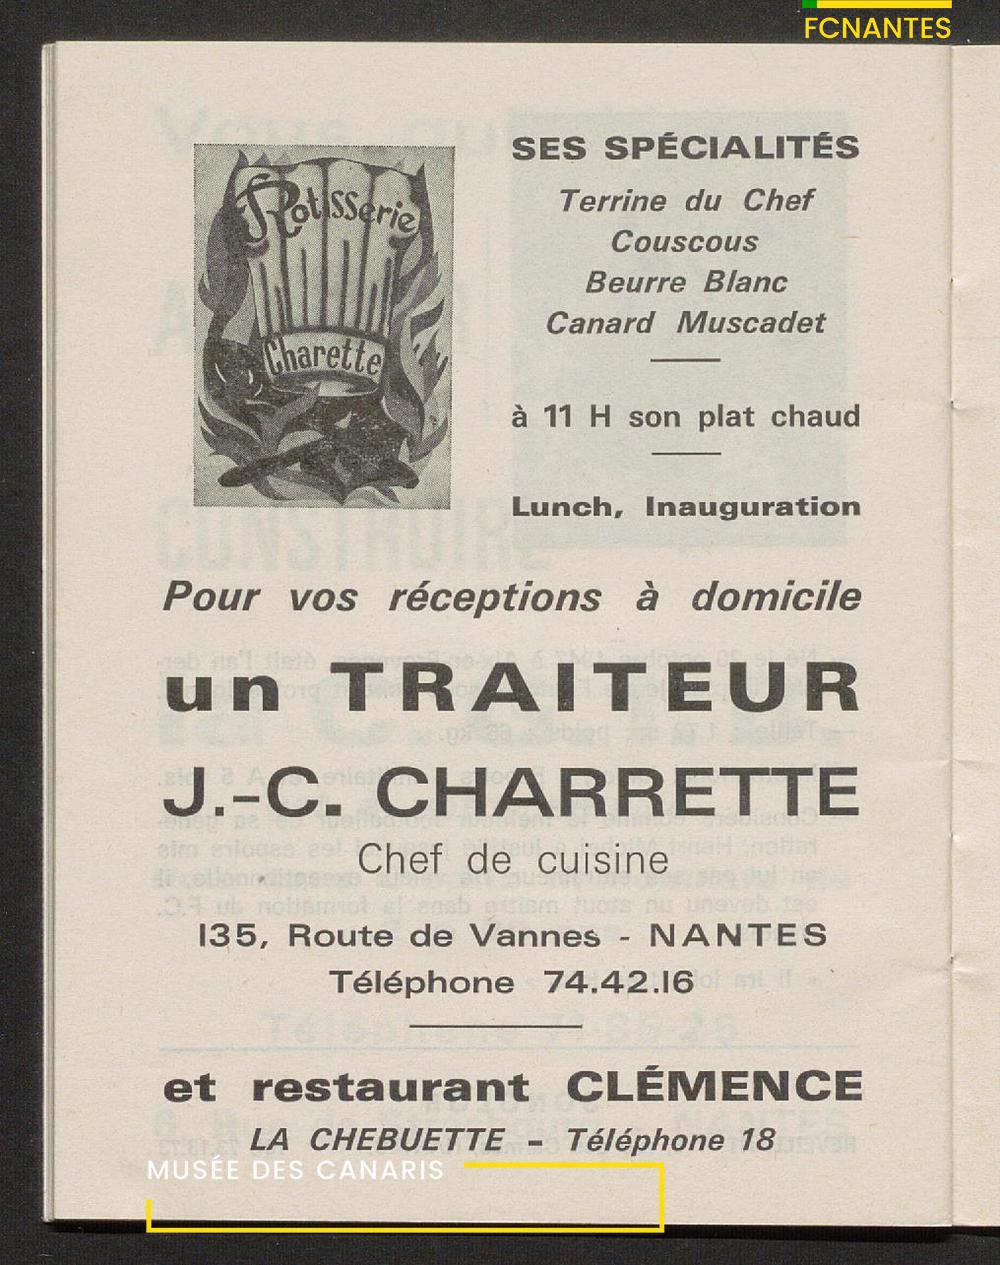 FCNANTES
Rotisserie
Charette
SES SPÉCIALITÉS
Terrine du Chef
Couscous
Beurre Blanc
Canard Muscadet
à 11 H son plat chaud
Lunch, Inauguration
Pour vos réceptions à domicile
un TRAITEUR
J.-C. CHARRETTE
Chef de cuisine
135, Route de Vannes - NANTES
Téléphone 74.42.16
et restaurant CLÉMENCE
LA CHEBUETTE - Téléphone 18
MUSÉE DES CANARIS